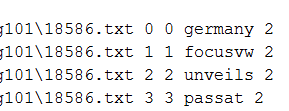 g101\18586.txt 0 0 germany 2
g101\18586.txt 1 1 focusvw 2
g101\18586.txt 2 2 unveils 2
g101\18586.txt 3 3 passat 2